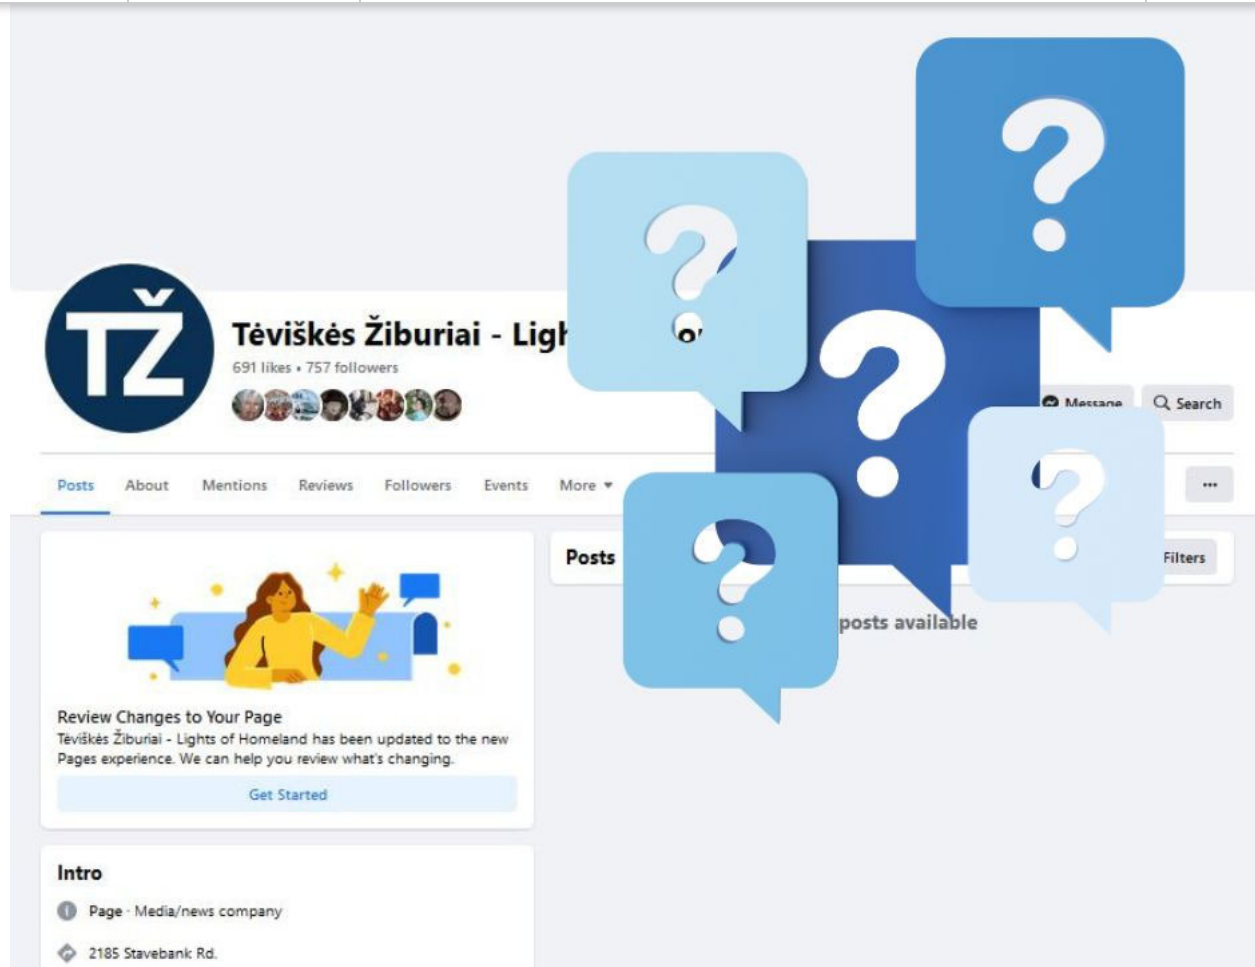 TŽ
Tėviškės Žiburiai - Ligh
691 likes • 757 followers
Message
Search
Posts
About
Mentions
Reviews
Followers
Events
More
Posts
Filters
posts available
Review Changes to Your Page
Tėviškės Žiburiai - Lights of Homeland has been updated to the new
Pages experience. We can help you review what's changing.
Get Started
Intro
Page · Media/news company
2185 Stavebank Rd.
? ? ? ? ?